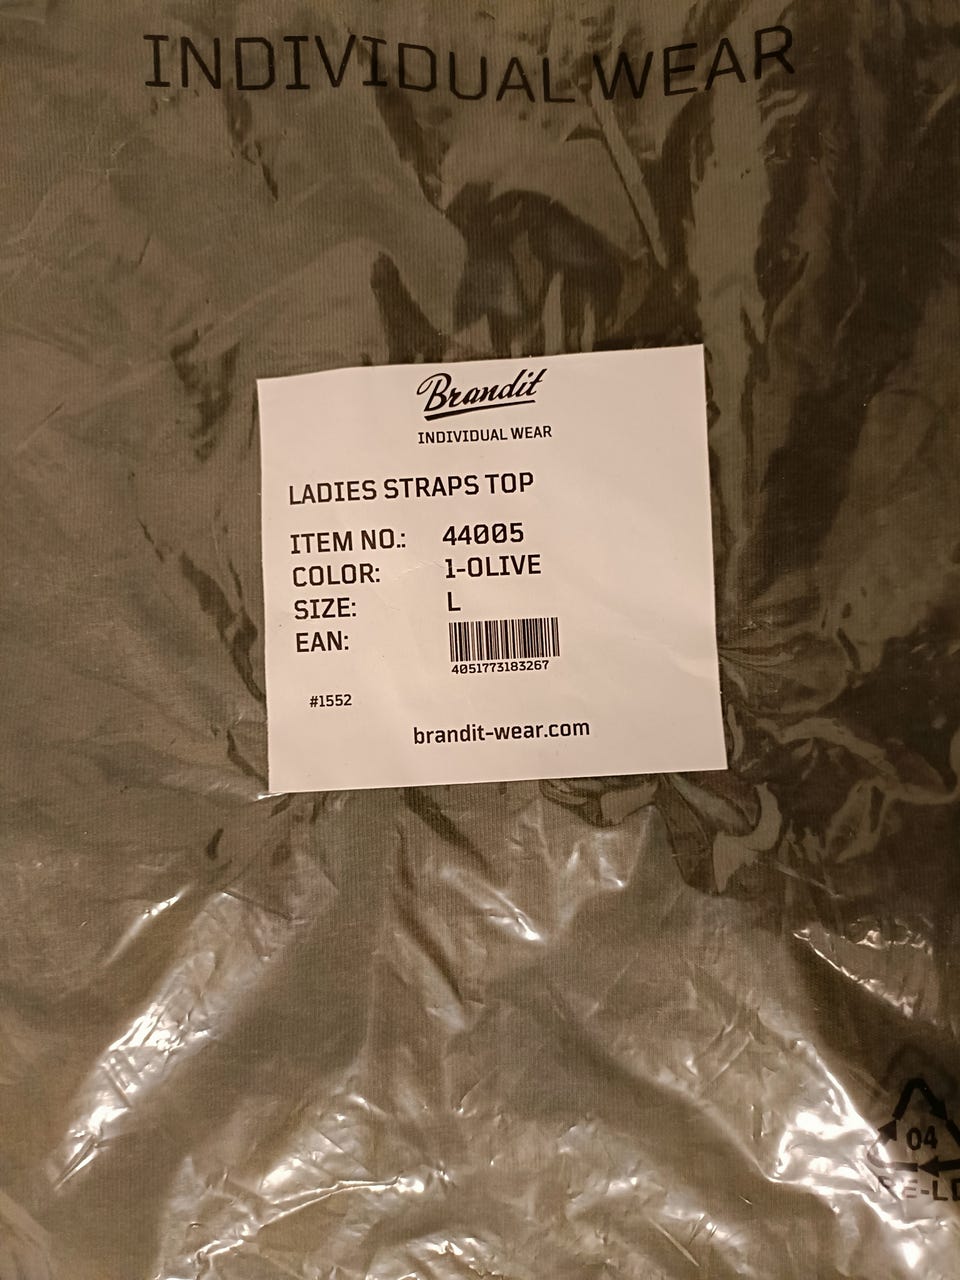 INDIVIDUAL WEAR
Brandit
INDIVIDUAL WEAR
LADIES STRAPS TOP
ITEM NO.: 44005
COLOR: 1-OLIVE
SIZE: L
EAN:
4051773183267
#1552
brandit-wear.com
04